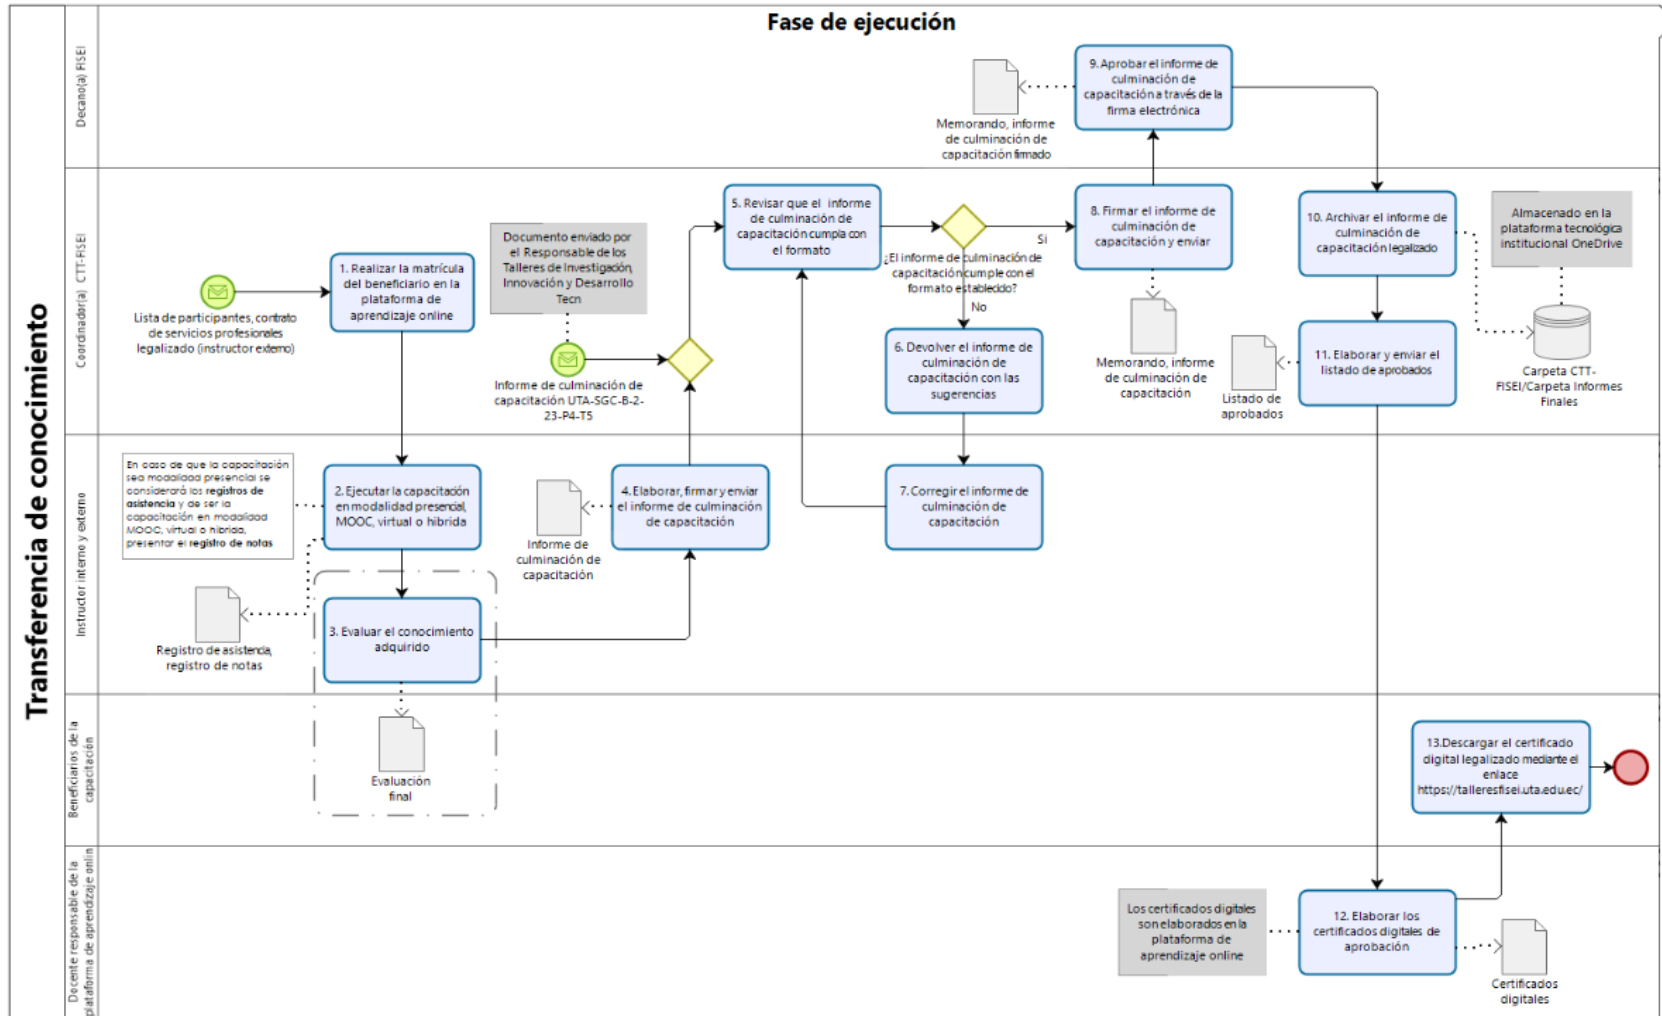 Fase de ejecución
Transferencia de conocimiento
Decano(a) FISEI
9. Aprobar el informe de
culminación de
capacitación a través de la
firma electrónica
Memorando, informe
de culminación de
capacitación firmado
Coordinador(a) CTT-FISEI
Lista de participantes, contrato
de servicios profesionales
legalizado (instructor externo)
1. Realizar la matrícula
del beneficiario en la
plataforma de
aprendizaje online
Documento enviado por
el Responsable de los
Talleres de Investigación,
Innovación y Desarrollo
Tecn
Informe de culminación de
capacitación UTA-SGC-B-2-
23-P4-T5
5. Revisar que el informe
de culminación de
capacitación cumpla con
el formato
¿El informe de culminación de
capacitación cumple con el
formato establecido?
Si
No
6. Devolver el informe de
culminación de
capacitación con las
sugerencias
8. Firmar el informe de
culminación de
capacitación y enviar
Memorando, informe
de culminación de
capacitación
10. Archivar el informe de
culminación de
capacitación legalizado
Almacenado en la
plataforma tecnológica
institucional OneDrive
11. Elaborar y enviar el
listado de aprobados
Listado de
aprobados
Carpeta CTT-
FISEI/Carpeta Informes
Finales
Instructor interno y externo
En caso de que la capacitación
sea modalidad presencial se
considerará los registros de
asistencia y de ser la
capacitación en modalidad
MOOC, virtual o hibrida,
presentar el registro de notas
2. Ejecutar la capacitación
en modalidad presencial,
MOOC, virtual o hibrida
Registro de asistencia,
registro de notas
3. Evaluar el conocimiento
adquirido
Informe de
culminación de
capacitación
4. Elaborar, firmar y enviar
el informe de culminación
de capacitación
7. Corregir el informe de
culminación de
capacitación
Beneficiarios de la
capacitación
Evaluación
final
13.Descargar el certificado
digital legalizado mediante el
enlace
https://talleresfisei.uta.edu.ec/
Docente responsable de la
plataforma de aprendizaje onlin
Los certificados digitales
son elaborados en la
plataforma de
aprendizaje online
12. Elaborar los
certificados digitales de
aprobación
Certificados
digitales